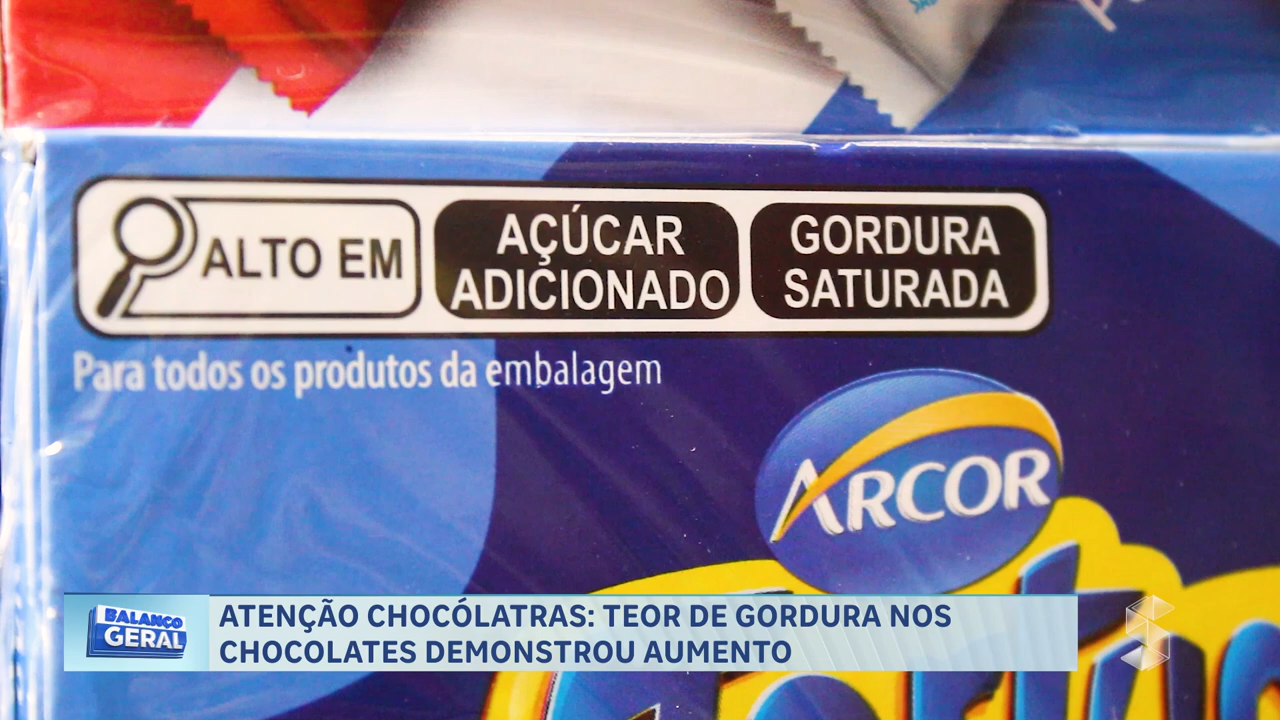 ALTO EM
AÇÚCAR
ADICIONADO
GORDURA
SATURADA
Para todos os produtos da embalagem
ARCOR
BALANÇO
GERAL
ATENÇÃO CHOCÓLATRAS: TEOR DE GORDURA NOS
CHOCOLATES DEMONSTROU AUMENTO